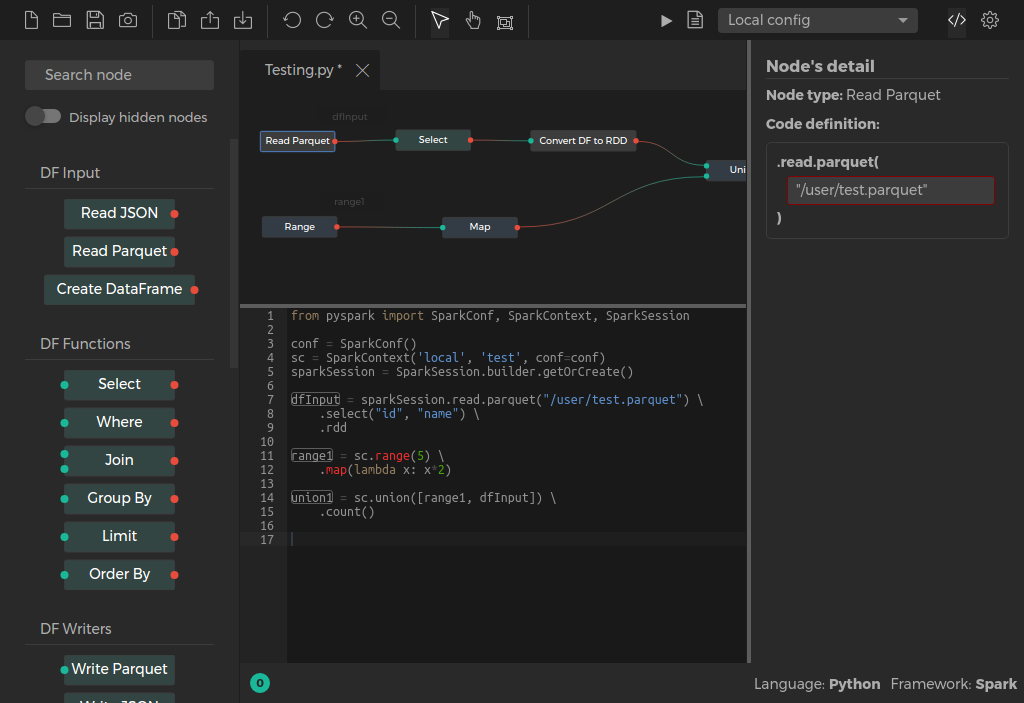 Local config
Search node
Display hidden nodes
DF Input
Read JSON
Read Parquet
Create DataFrame
DF Functions
Select
Where
Join
Group By
Limit
Order By
DF Writers
Write Parquet
Write JSON
Testing.py *
dfInput
Read Parquet
Select
Convert DF to RDD
Uni
range1
Range
Map
1 from pyspark import SparkConf, SparkContext, SparkSession
2
3 conf = SparkConf()
4 sc = SparkContext('local', 'test', conf=conf)
5 sparkSession = SparkSession.builder.getOrCreate()
6
7 dfInput = sparkSession.read.parquet("/user/test.parquet") \
8 .select("id", "name") \
9 .rdd
10
11 range1 = sc.range(5) \
12 .map(lambda x: x*2)
13
14 union1 = sc.union([range1, dfInput]) \
15 .count()
16
17
Node's detail
Node type: Read Parquet
Code definition:
.read.parquet(
"/user/test.parquet"
)
0
Language: Python Framework: Spark